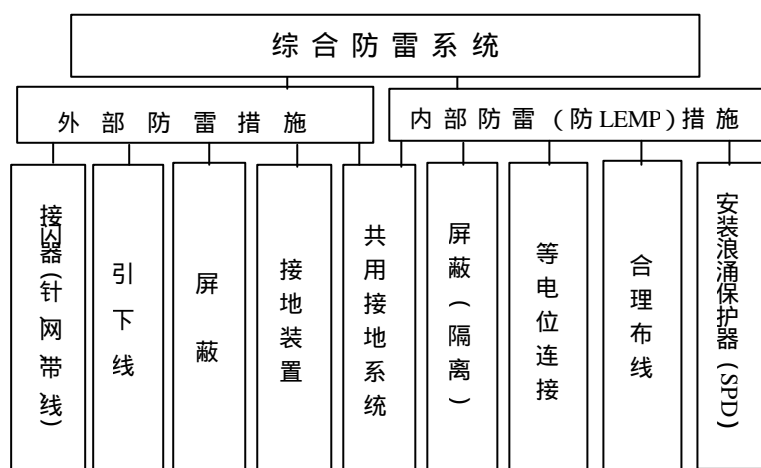 综合防雷系统
外部防雷措施
内部防雷(防LEMP)措施
接闪器(针、网、带、线)
引下线
屏蔽
接地装置
共用接地系统
屏蔽(隔离)
等电位连接
合理布线
安装浪涌保护器(SPD)